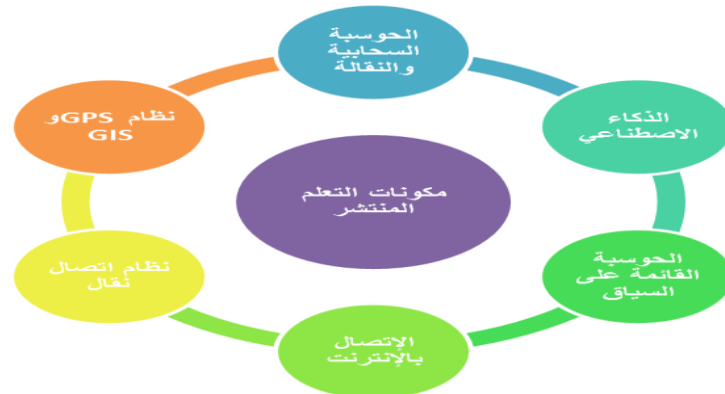 الحوسبة
السحابية
والنقالة
الذكاء
الاصطناعي
الحوسبة
القائمة على
السياق
الإتصال
بالإنترنت
نظام اتصال
نقال
نظام GPSو
GIS
مكونات التعلم
المنتشر